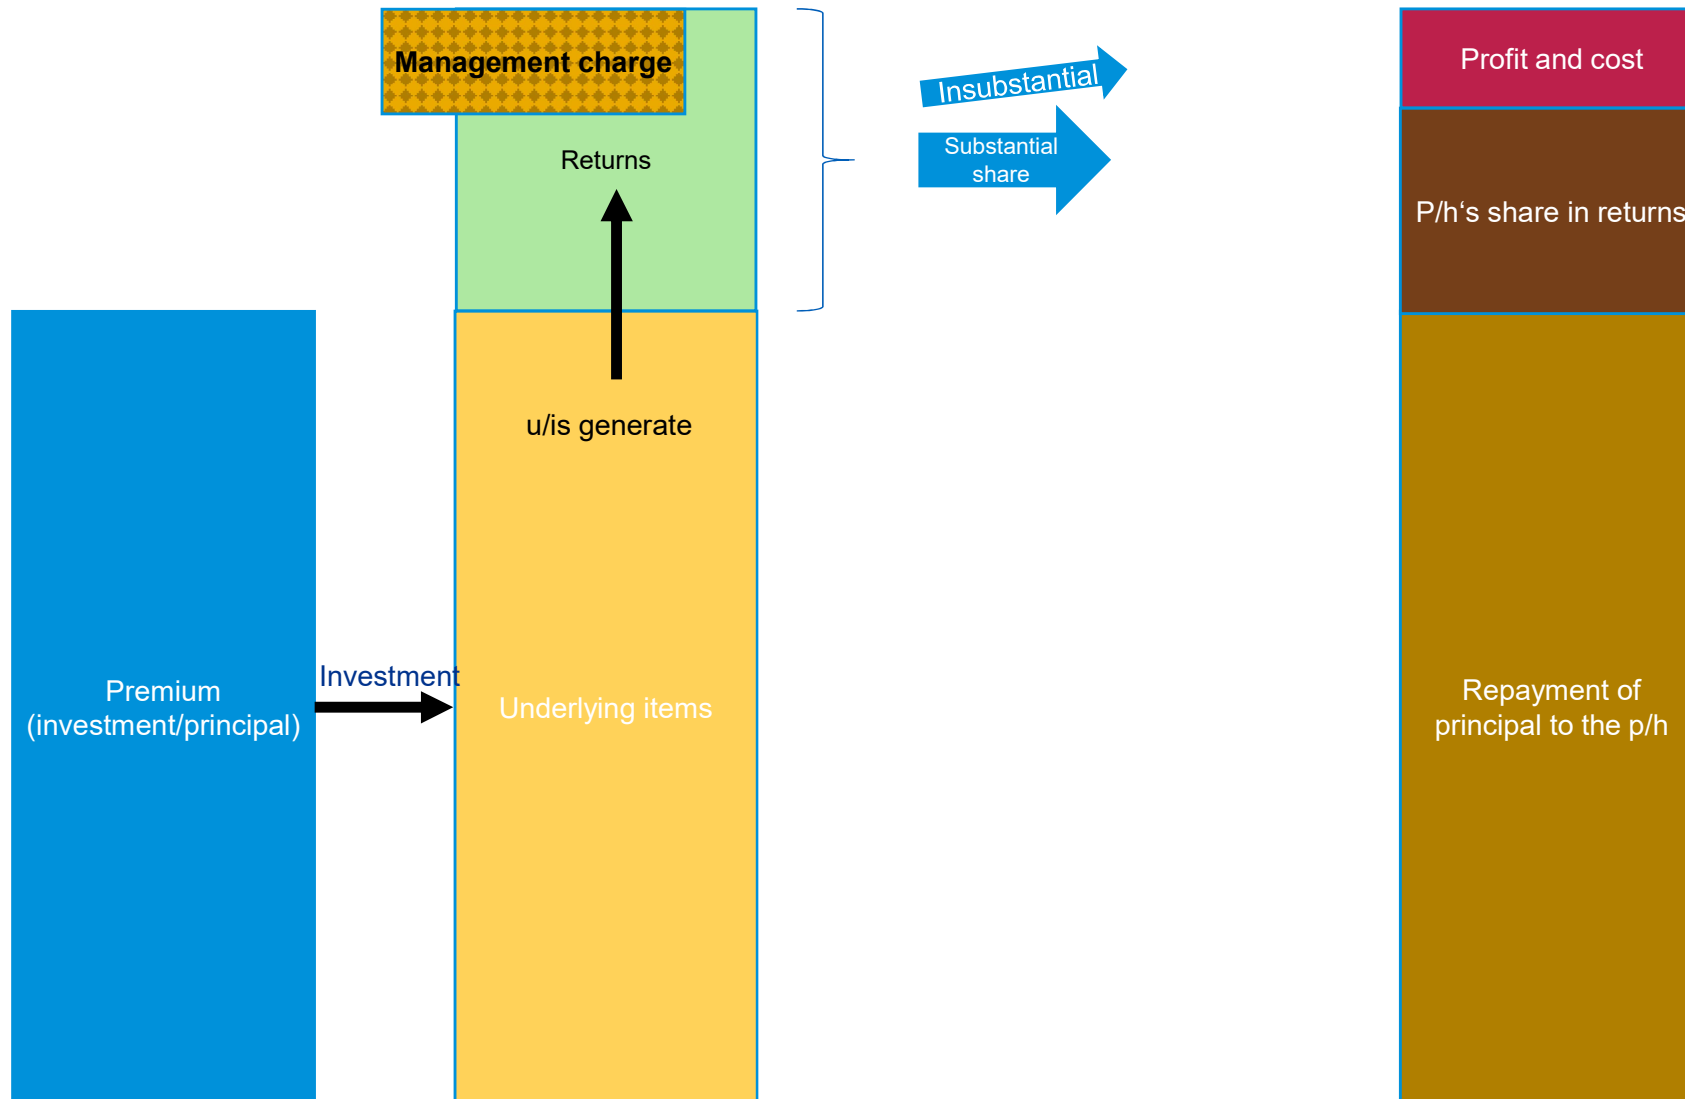 Management charge
Returns
u/is generate
Premium
(investment/principal)
Investment
Underlying items
Insubstantial
Substantial
share
Profit and cost
P/h‘s share in returns
Repayment of
principal to the p/h